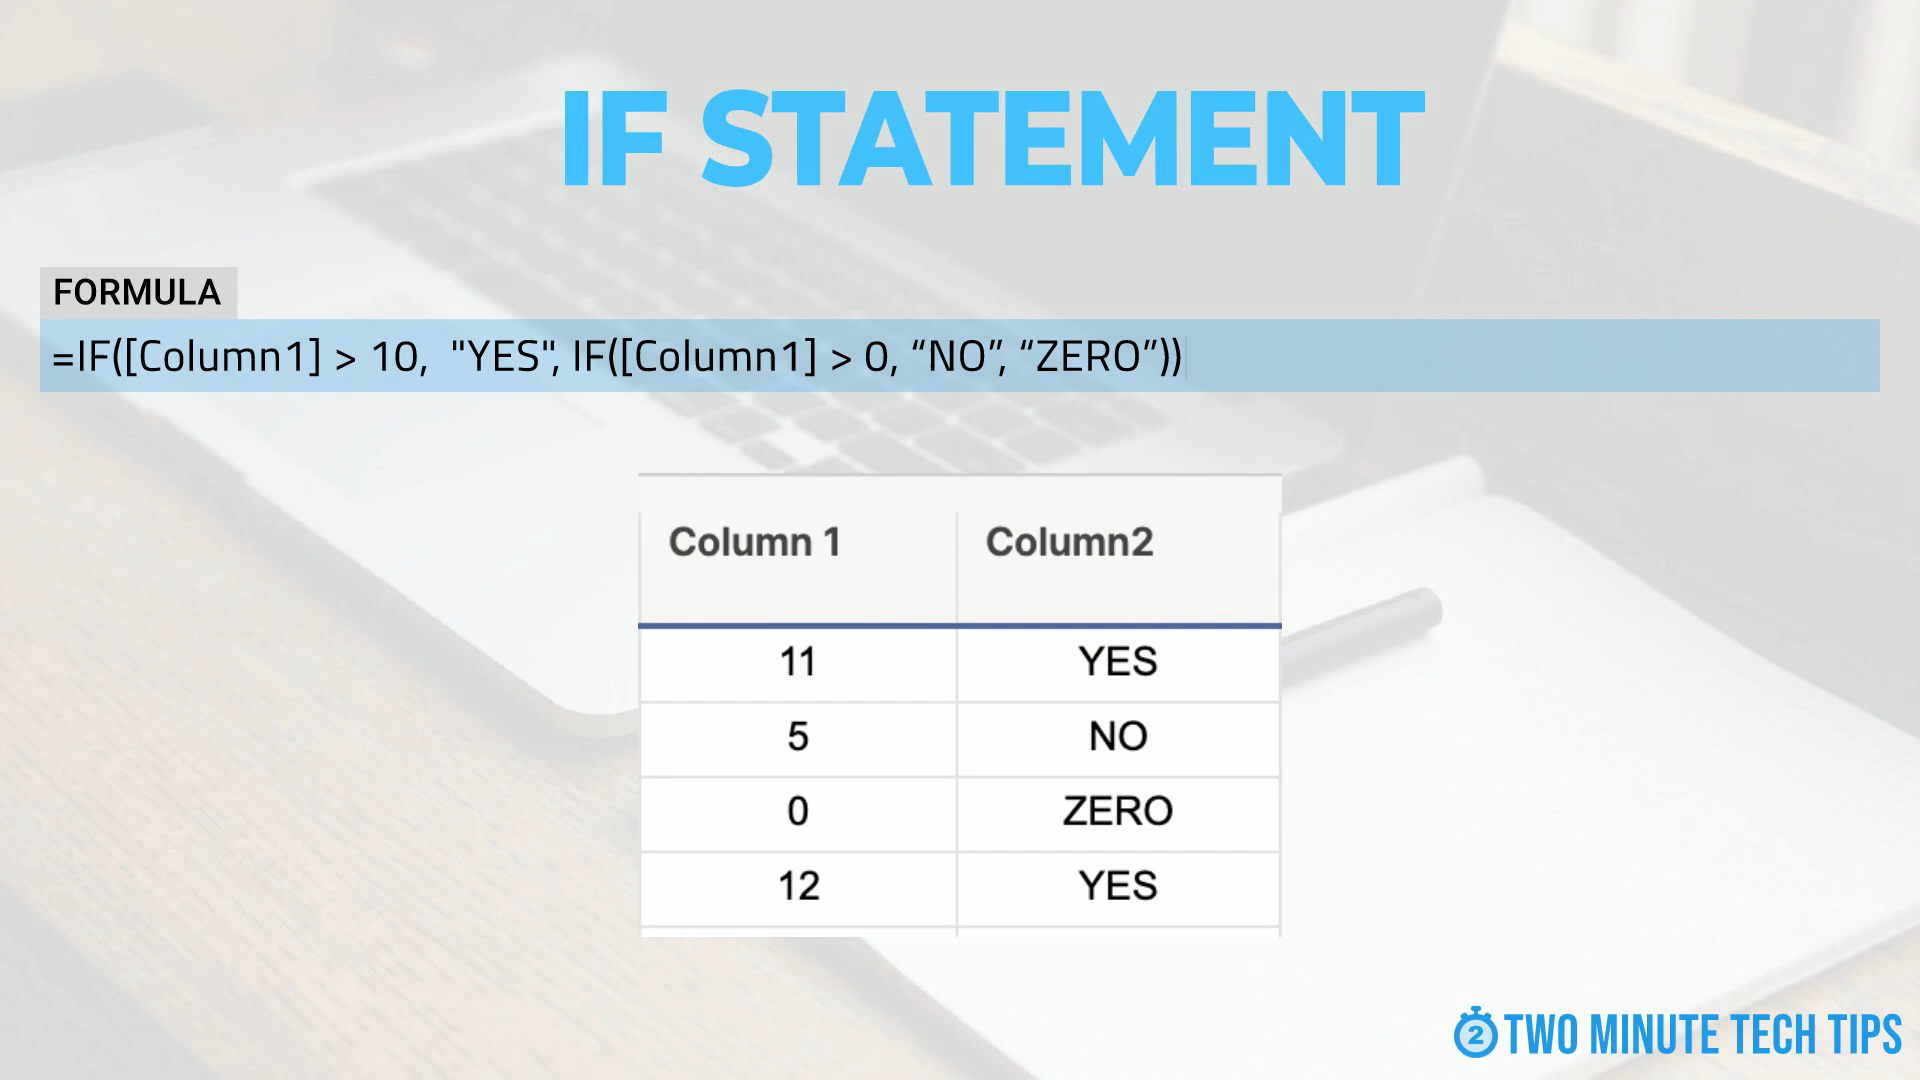 IF STATEMENT
FORMULA
=IF([Column1] > 10,  "YES", IF([Column1] > 0, “NO”, “ZERO”))
Column 1 Column2
11 YES
5 NO
0 ZERO
12 YES
2 TWO MINUTE TECH TIPS